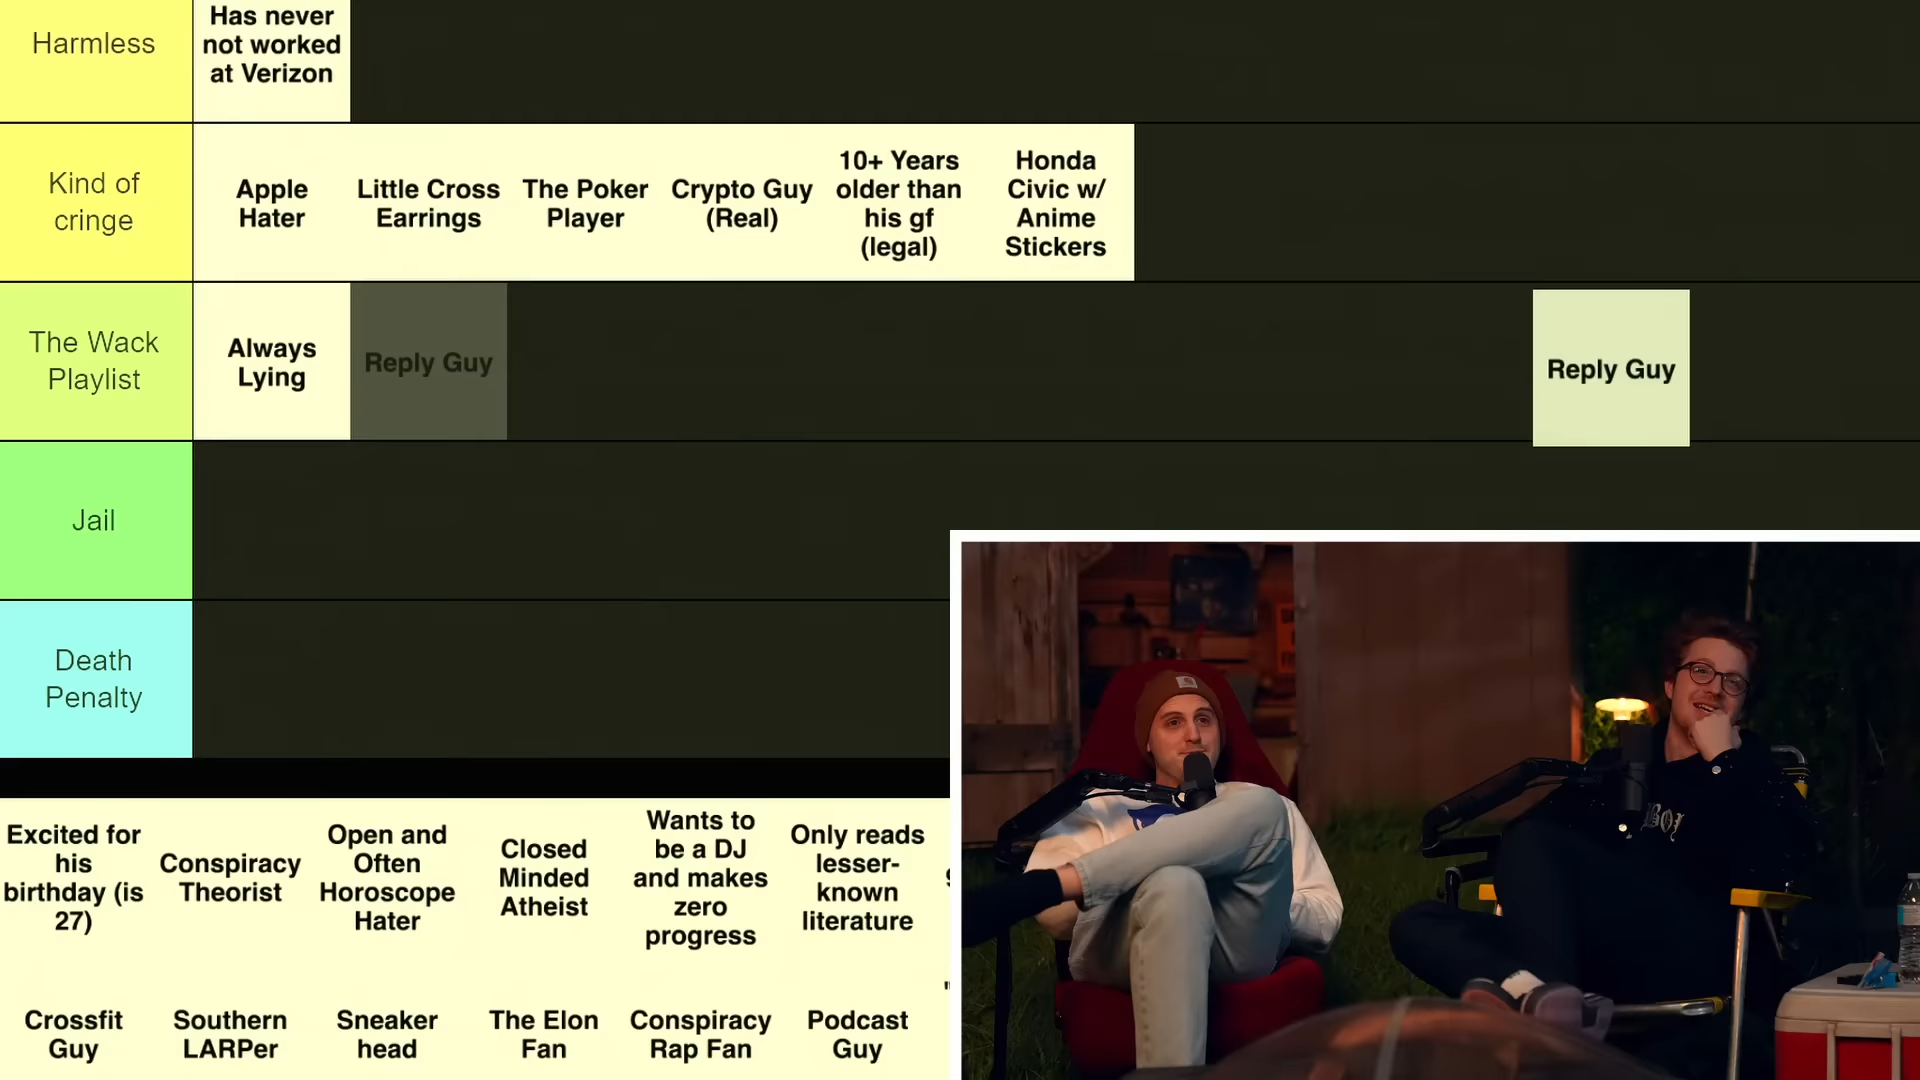 Harmless
Has never
not worked
at Verizon
Kind of
cringe
Apple
Hater
Little Cross
Earrings
The Poker
Player
Crypto Guy
(Real)
10+ Years
older than
his gf
(legal)
Honda
Civic w/
Anime
Stickers
The Wack
Playlist
Always
Lying
Reply Guy
Reply Guy
Jail
Death
Penalty
Excited for
his
birthday (is
27)
Conspiracy
Theorist
Open and
Often
Horoscope
Hater
Closed
Minded
Atheist
Wants to
be a DJ
and makes
zero
progress
Only reads
lesser-
known
literature
Crossfit
Guy
Southern
LARPer
Sneaker
head
The Elon
Fan
Conspiracy
Rap Fan
Podcast
Guy